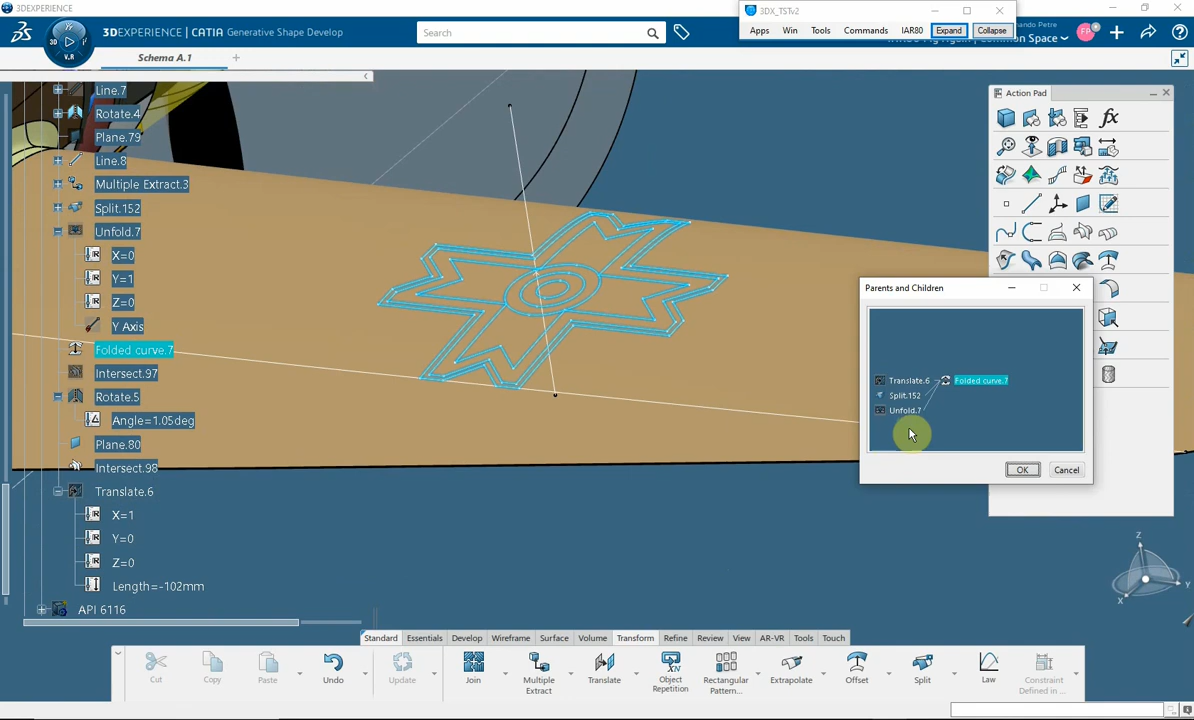 3DEXPERIENCE
3DX_TSTv2
3DEXPERIENCE | CATIA Generative Shape Develop
Search
Apps Win Tools Commands IAR80 Expand Collapse
Common Space
3D
V.R
Schema A.1
Line.7
Rotate.4
Plane.79
Line.8
Multiple Extract.3
Split.152
Unfold.7
X=0
Y=1
Z=0
Y Axis
Folded curve.7
Intersect.97
Rotate.5
Angle=1.05deg
Plane.80
Intersect.98
Translate.6
X=1
Y=0
Z=0
Length=-102mm
API 6116
Action Pad
fx
Parents and Children
Translate.6
Folded curve.7
Split.152
Unfold.7
OK Cancel
Z
Y
X
Standard Essentials Develop Wireframe Surface Volume Transform Refine Review View AR-VR Tools Touch
Cut Copy Paste Undo Update Join Multiple Extract Translate Object Repetition Rectangular Pattern... Extrapolate Offset Split Law Constraint Defined in ...